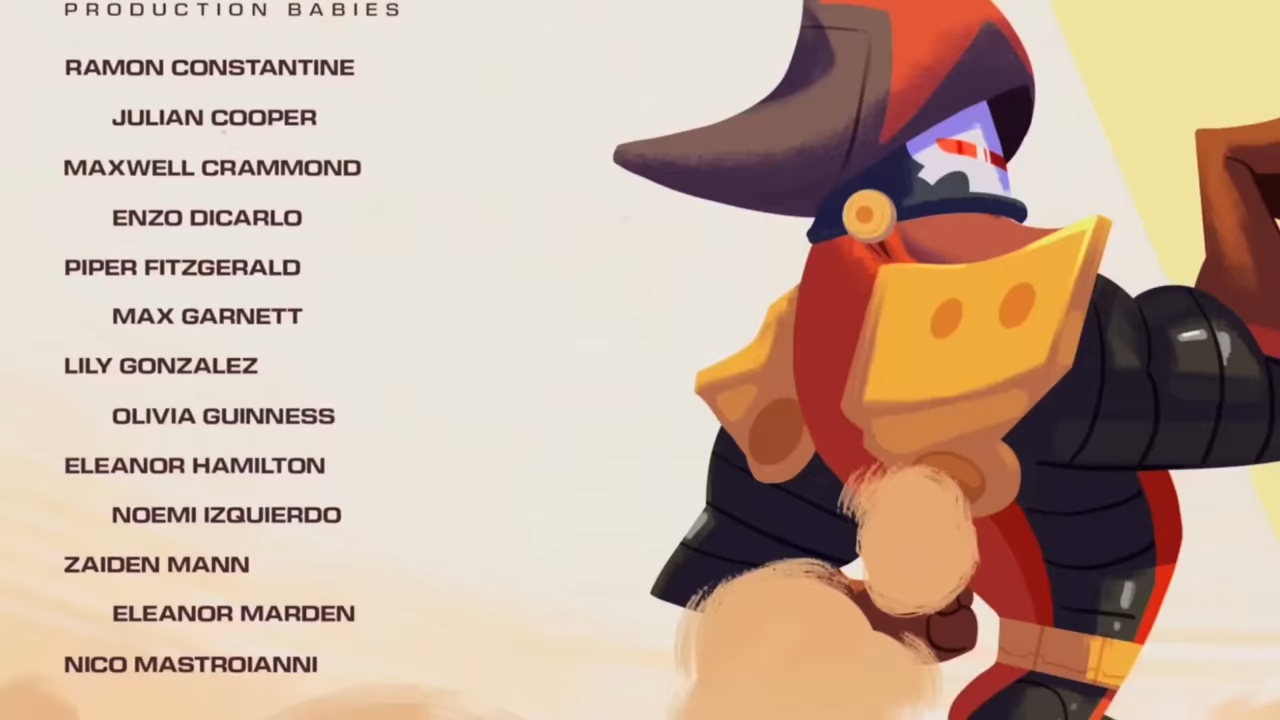 PRODUCTION BABIES
RAMON CONSTANTINE
JULIAN COOPER
MAXWELL CRAMMOND
ENZO DICARLO
PIPER FITZGERALD
MAX GARNETT
LILY GONZALEZ
OLIVIA GUINNESS
ELEANOR HAMILTON
NOEMI IZQUIERDO
ZAIDEN MANN
ELEANOR MARDEN
NICO MASTROIANNI